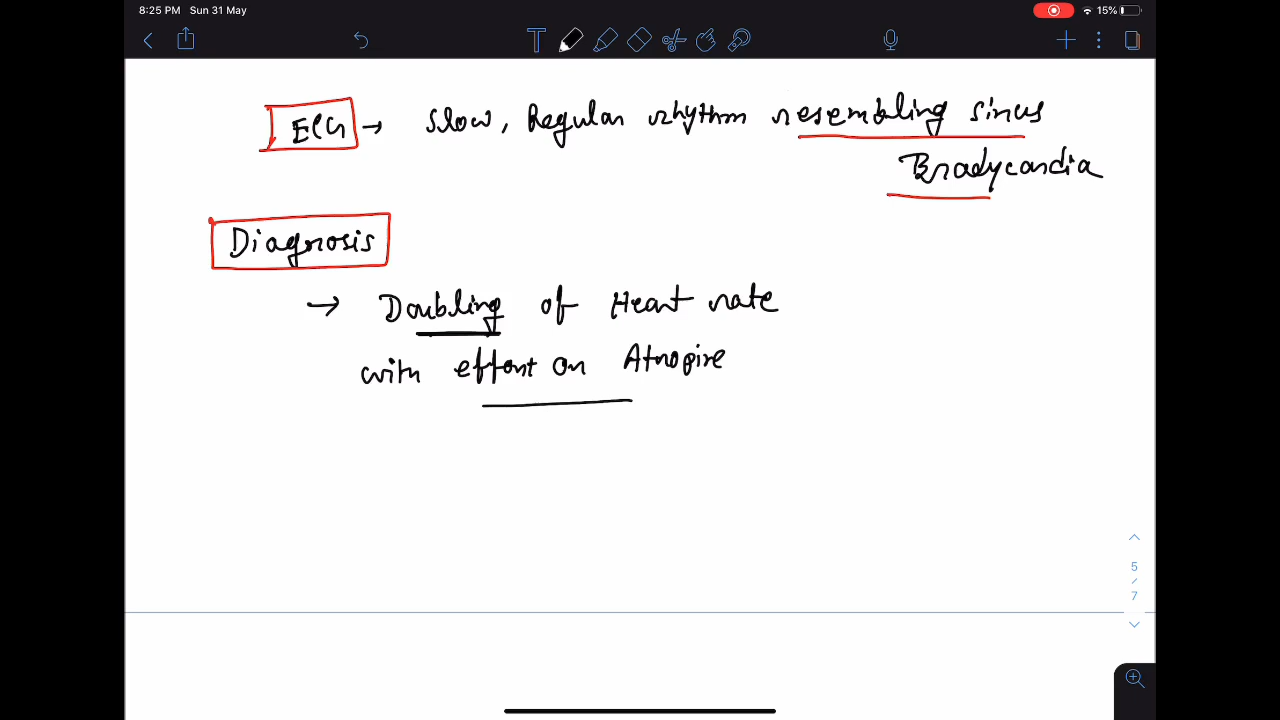 8:25 PM Sun 31 May 15%
ECG → Slow, Regular rhythm resembling sinus
Bradycardia
Diagnosis
→ Doubling of Heart rate
with effort on Atropine
5
/
7